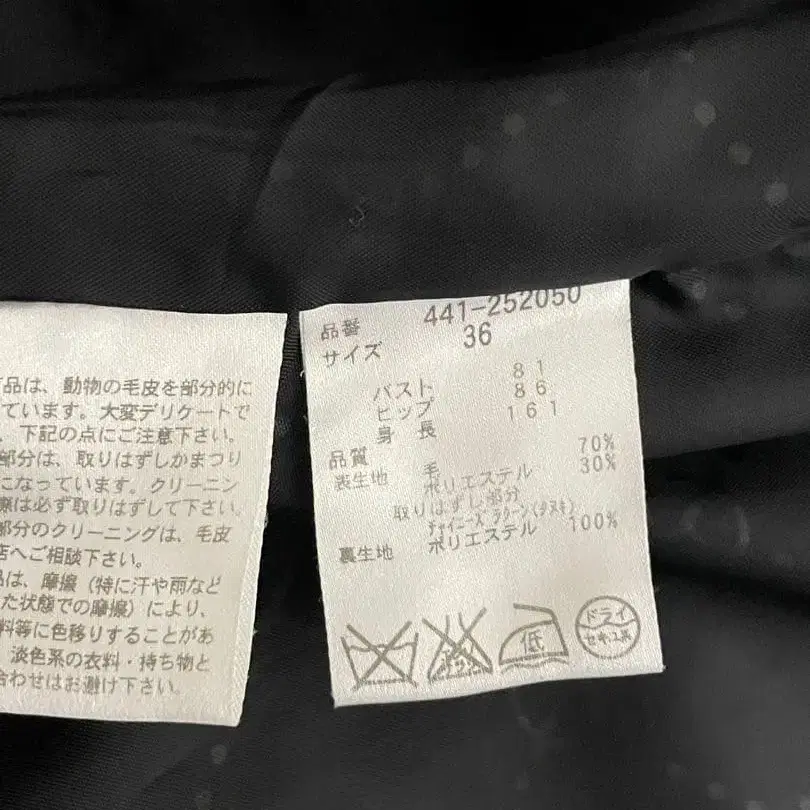 品は、動物の毛皮を部分的に
ています。大変デリケートで
、下記の点にご注意下さい。
部分は、取りはずしかまつり
になっています。クリーニン
際は必ず取りはずして下さい。
部分のクリーニングは、毛皮
店へご相談下さい。
品は、摩擦（特に汗や雨など
た状態での摩擦）により、
料等に色移りすることがあ
淡色系の衣料・持ち物と
合わせはお避け下さい。
品番 441-252050
サイズ 36
バスト 81
ヒップ 86
身長 161
品質
表生地 毛 70%
ポリエステル 30%
取りはずし部分
チャイニーズ ラクーン(タヌキ)
裏生地 ポリエステル 100%
低
ドライ
セキユ系